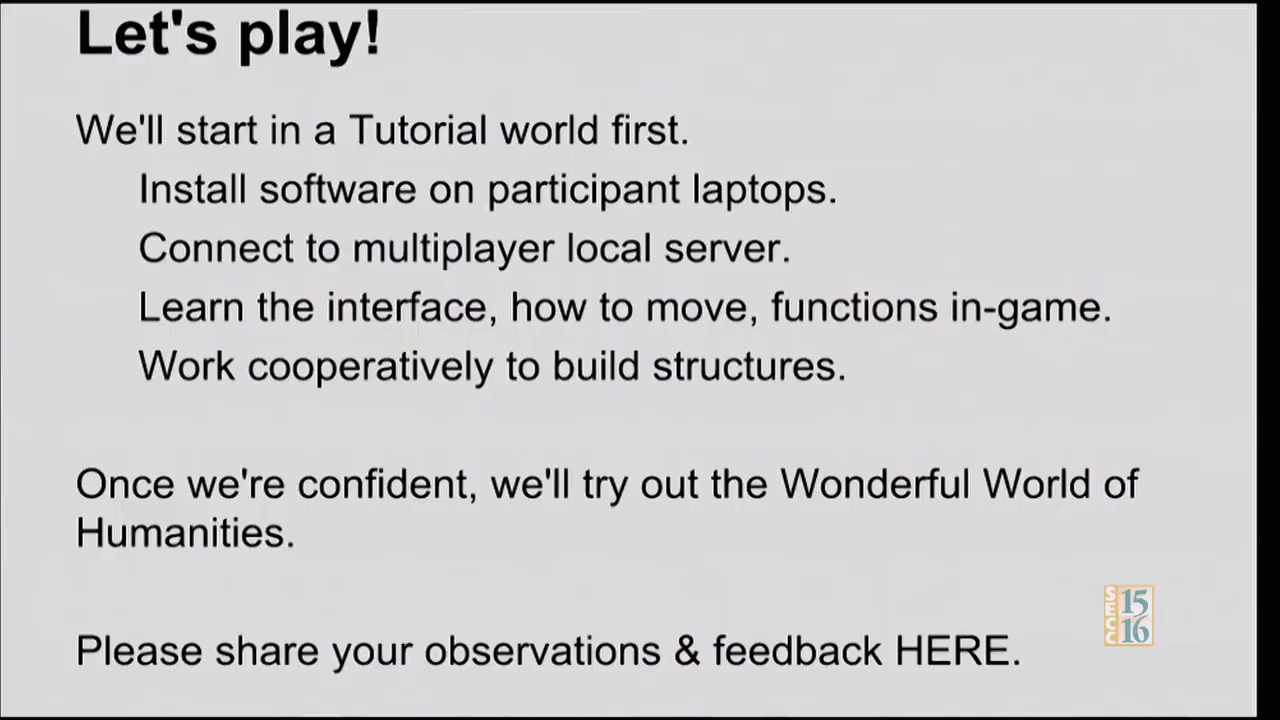 Let's play!
We'll start in a Tutorial world first.
Install software on participant laptops.
Connect to multiplayer local server.
Learn the interface, how to move, functions in-game.
Work cooperatively to build structures.
Once we're confident, we'll try out the Wonderful World of
Humanities.
Please share your observations & feedback HERE.
SECC
15
16